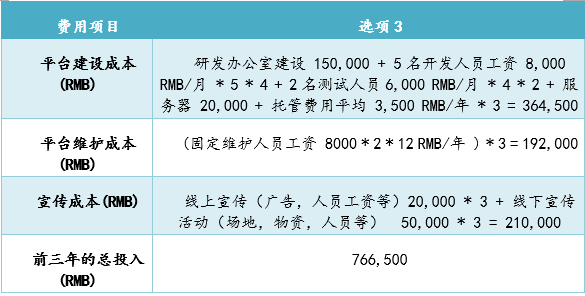 费用项目 选项3
平台建设成本(RMB) 研发办公室建设 150,000 + 5名开发人员工资 8,000
RMB/月 * 5 * 4 + 2名测试人员6,000 RMB/月 * 4 * 2 + 服
务器 20,000 + 托管费用平均 3,500 RMB/年 * 3 = 364,500
平台维护成本(RMB) (固定维护人员工资 8000*2*12 RMB/年 )*3=192,000
宣传成本(RMB) 线上宣传（广告，人员工资等）20,000 * 3 + 线下宣传
活动（场地，物资，人员等） 50,000 * 3 = 210,000
前三年的总投入(RMB) 766,500